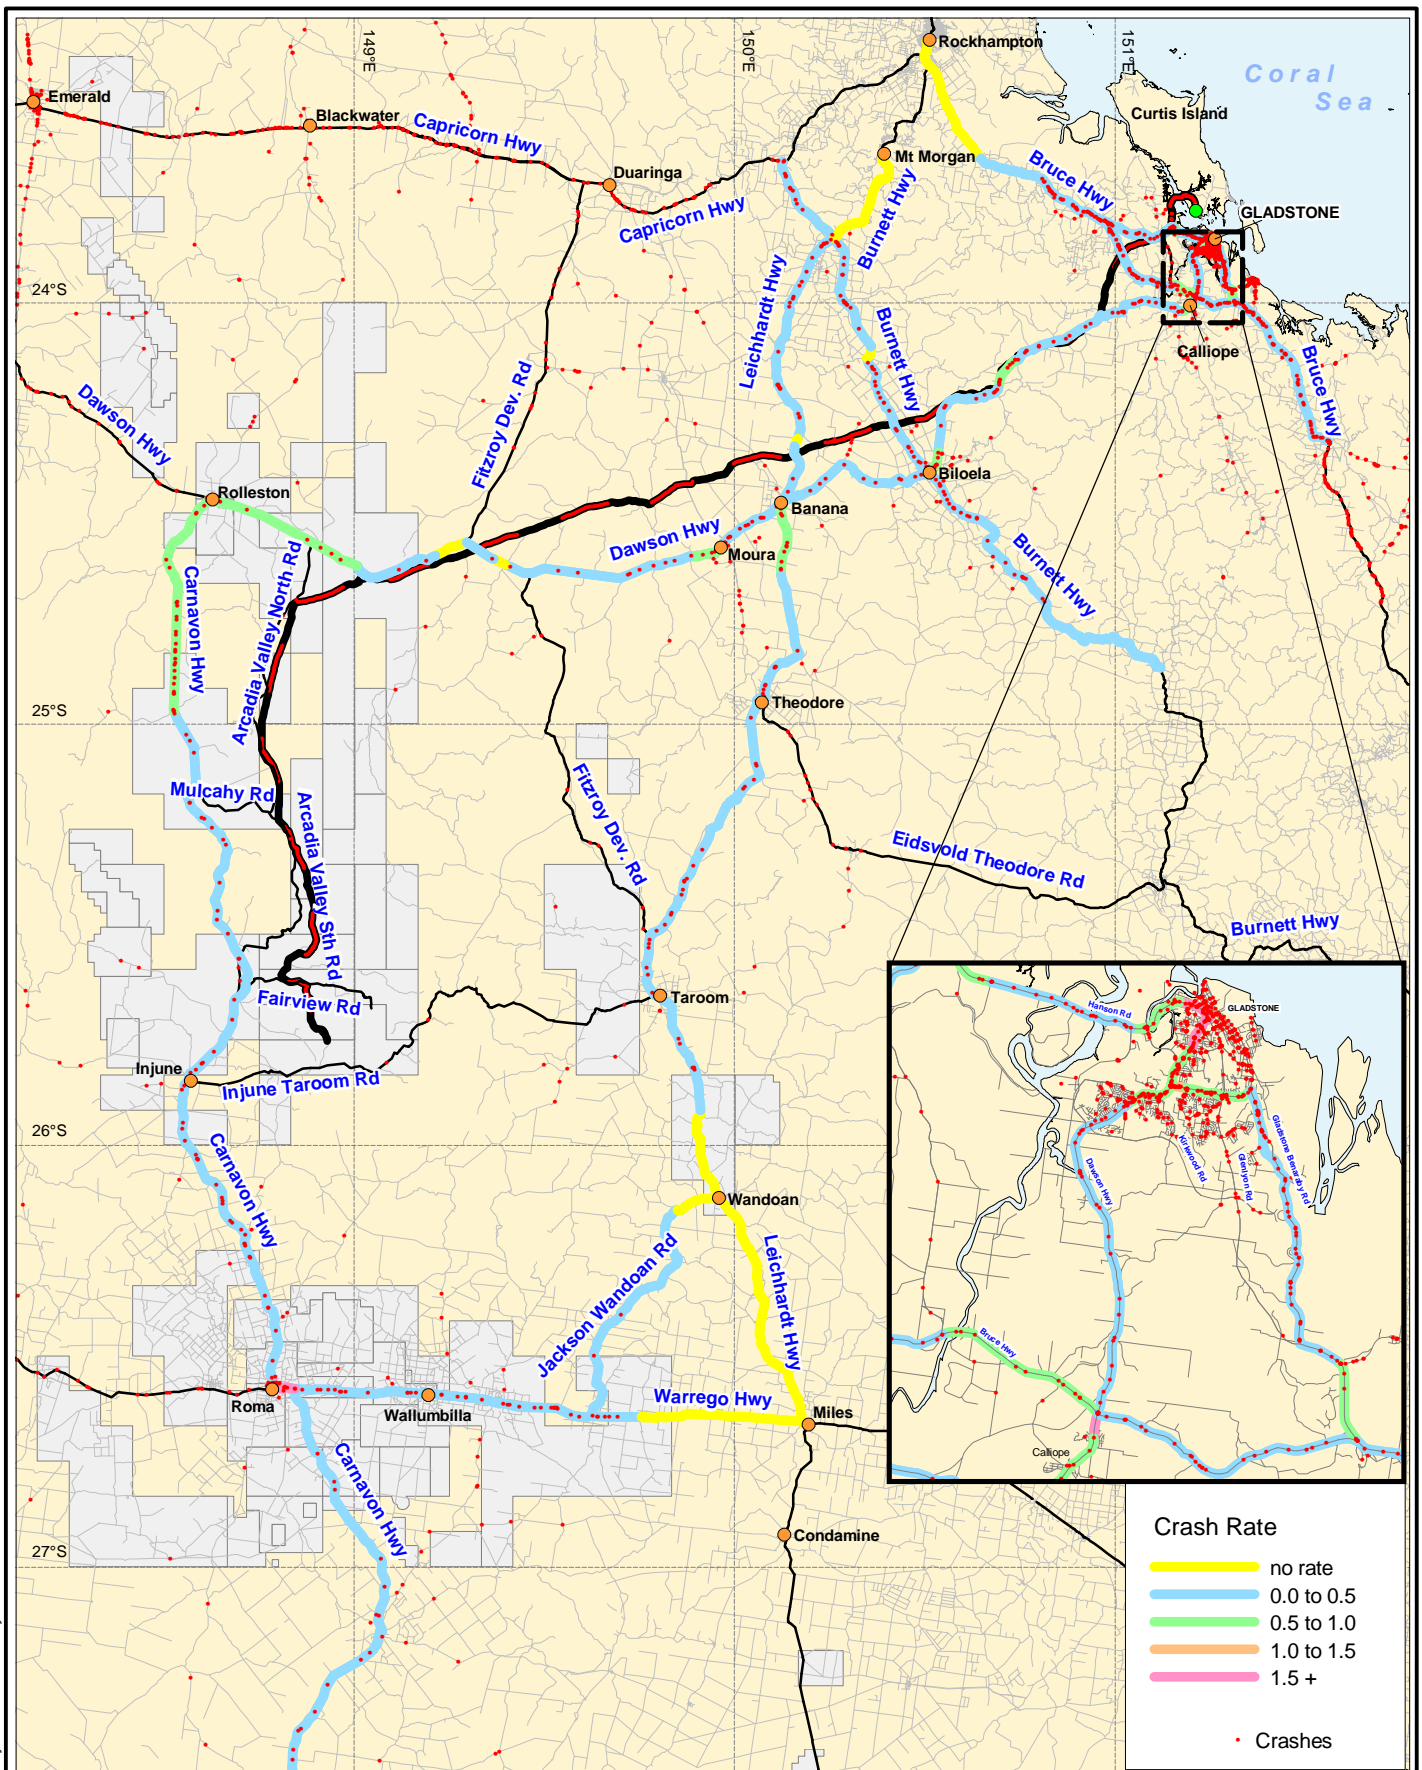 149°E
150°E
151°E
Rockhampton
Coral
Sea
Emerald
Curtis Island
Blackwater
Capricorn Hwy
Mt Morgan
Bruce Hwy
Duaringa
Burnett Hwy
Capricorn Hwy
GLADSTONE
24°S
Leichhardt Hwy
Burnett Hwy
Calliope
Bruce Hwy
Dawson Hwy
Fitzroy Dev. Rd
Rolleston
Biloela
Banana
Dawson Hwy
Moura
Burnett Hwy
Carnavon Hwy
Arcadia Valley North Rd
25°S
Theodore
Mulcahy Rd
Arcadia Valley Sth Rd
Fitzroy Dev. Rd
Eidsvold Theodore Rd
Burnett Hwy
Fairview Rd
Taroom
Injune
Injune Taroom Rd
26°S
Carnavon Hwy
Wandoan
Jackson Wandoan Rd
Leichhardt Hwy
Roma
Wallumbilla
Warrego Hwy
Miles
Carnavon Hwy
Condamine
27°S
Hanson Rd
GLADSTONE
Kirkwood Rd
Glenlyon Rd
Gladstone Benaraby Rd
Dawson Hwy
Bruce Hwy
Calliope
Crash Rate
no rate
0.0 to 0.5
0.5 to 1.0
1.0 to 1.5
1.5 +
Crashes